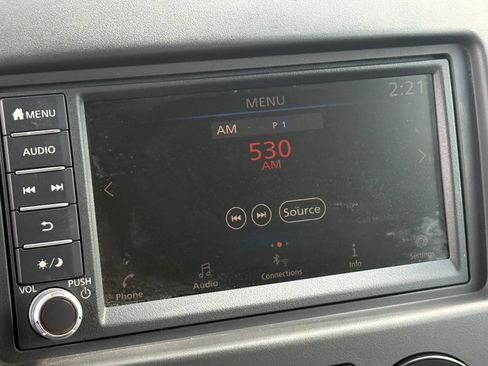 MENU
2:21
MENU
AM P 1
AUDIO
530
AM
Source
VOL
PUSH
Phone
Audio
Connections
Info
Settings